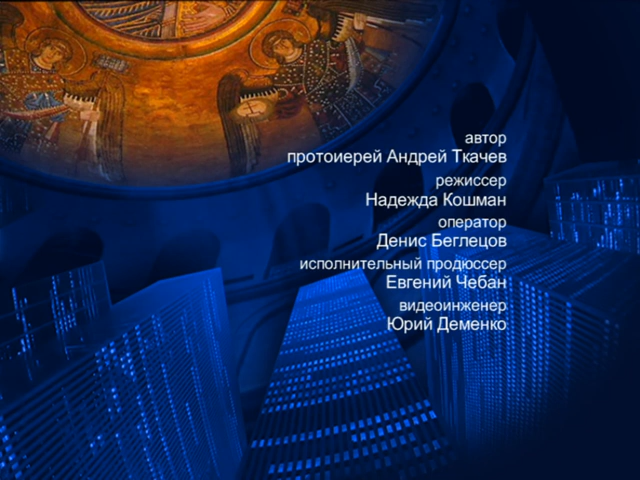 автор
протоиерей Андрей Ткачев
режиссер
Надежда Кошман
оператор
Денис Беглецов
исполнительный продюссер
Евгений Чебан
видеоинженер
Юрий Деменко